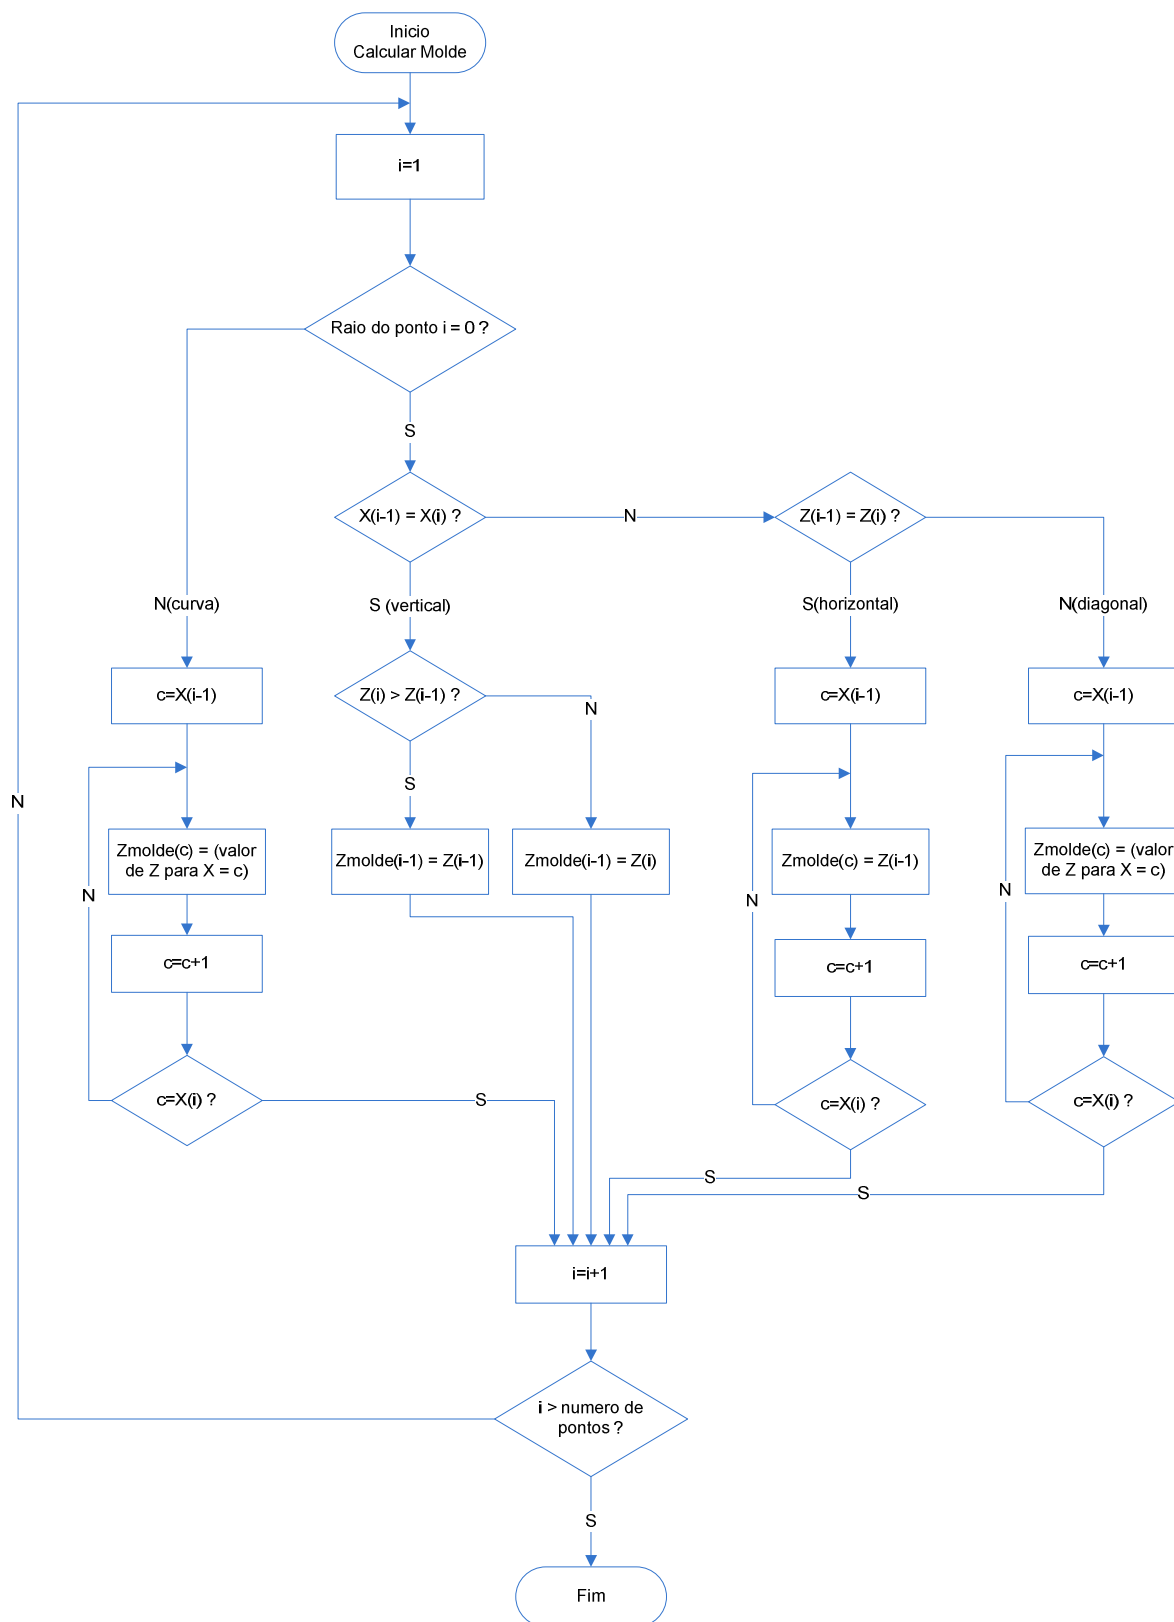 Inicio
Calcular Molde
i=1
Raio do ponto i = 0 ?
S
X(i-1) = X(i) ?
N
Z(i-1) = Z(i) ?
N(curva)
S (vertical)
S(horizontal)
N(diagonal)
c=X(i-1)
Z(i) > Z(i-1) ?
N
c=X(i-1)
c=X(i-1)
S
N
Zmolde(c) = (valor
de Z para X = c)
Zmolde(i-1) = Z(i-1)
Zmolde(i-1) = Z(i)
Zmolde(c) = Z(i-1)
Zmolde(c) = (valor
de Z para X = c)
N
N
N
c=c+1
c=c+1
c=c+1
c=X(i) ?
S
c=X(i) ?
c=X(i) ?
S
S
i=i+1
i > numero de
pontos ?
S
Fim